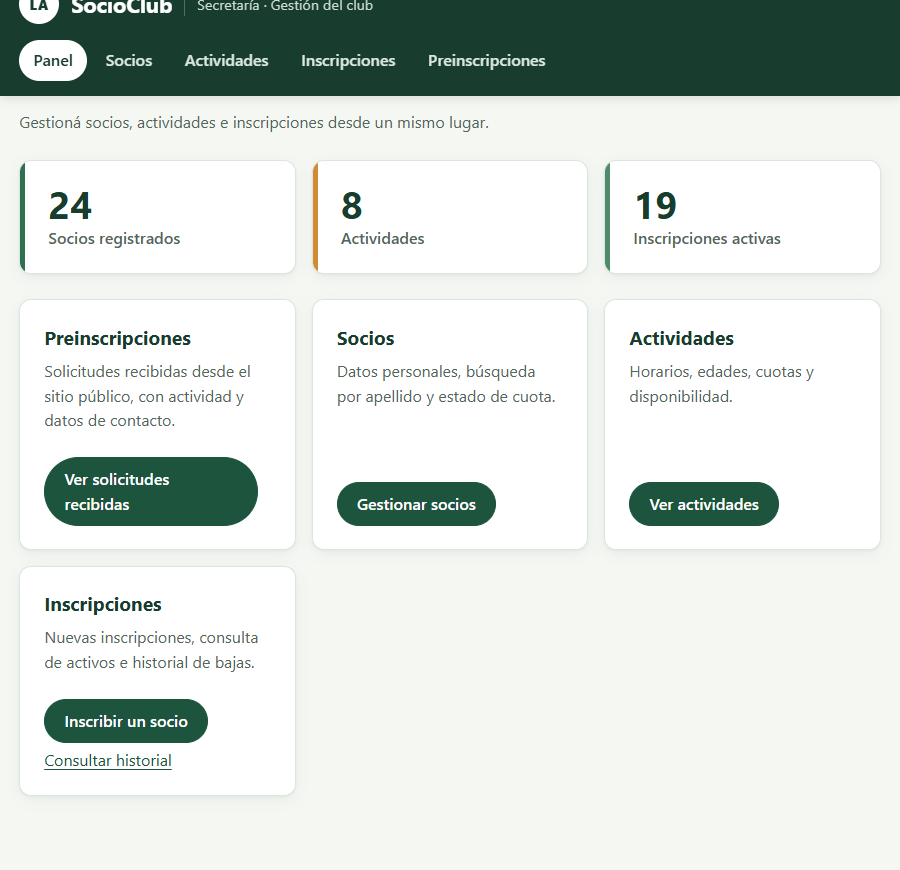 LA
SocioClub
Secretaría · Gestión del club
Panel
Socios
Actividades
Inscripciones
Preinscripciones
Gestioná socios, actividades e inscripciones desde un mismo lugar.
24
Socios registrados
8
Actividades
19
Inscripciones activas
Preinscripciones
Solicitudes recibidas desde el
sitio público, con actividad y
datos de contacto.
Ver solicitudes
recibidas
Socios
Datos personales, búsqueda
por apellido y estado de cuota.
Gestionar socios
Actividades
Horarios, edades, cuotas y
disponibilidad.
Ver actividades
Inscripciones
Nuevas inscripciones, consulta
de activos e historial de bajas.
Inscribir un socio
Consultar historial